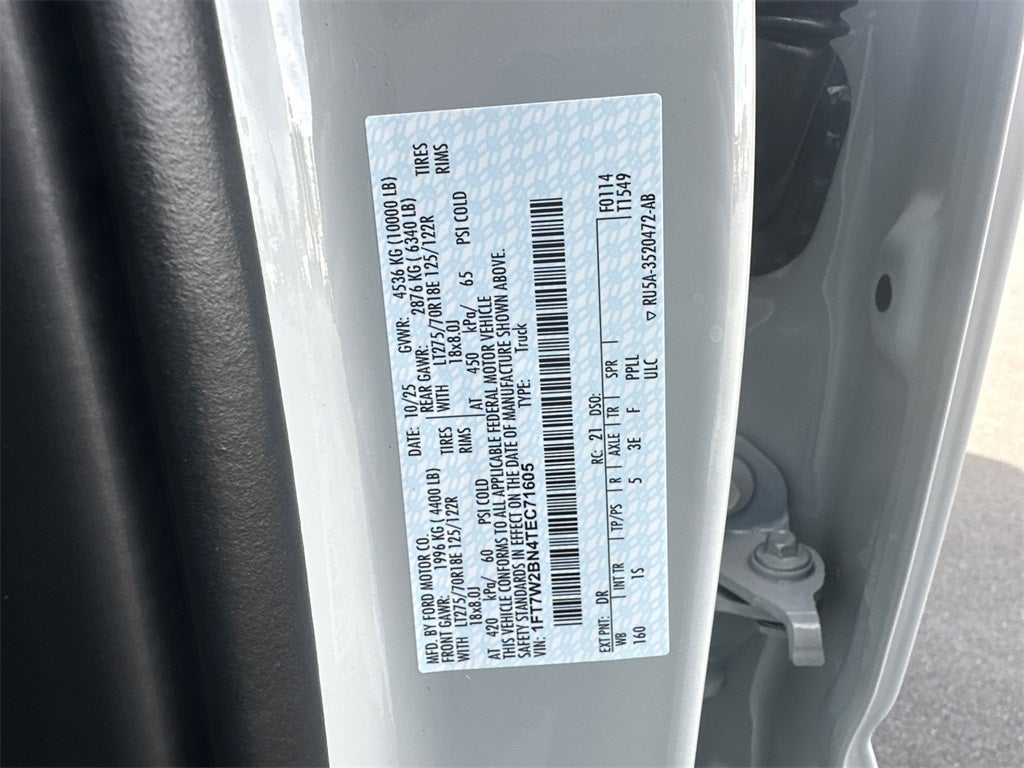 MFD. BY FORD MOTOR CO. DATE: 10/25 GVWR: 4536 KG (10000 LB)
FRONT GAWR: 1996 KG ( 4400 LB) REAR GAWR: 2876 KG ( 6340 LB)
WITH LT275/70R18E 125/122R TIRES WITH LT275/70R18E 125/122R TIRES
18x8.0J RIMS 18x8.0J RIMS
AT 420 kPa/ 60 PSI COLD AT 450 kPa/ 65 PSI COLD
THIS VEHICLE CONFORMS TO ALL APPLICABLE FEDERAL MOTOR VEHICLE
SAFETY STANDARDS IN EFFECT ON THE DATE OF MANUFACTURE SHOWN ABOVE.
VIN: 1FT7W2BN4TEC71605 TYPE: Truck
EXT PNT: DR RC: 21 DSO: F0114
WB INT TR TP/PS R AXLE TR SPR T1549
160 TS 5 3E F PPLL
ULC ▽ RU5A-3520472-AB